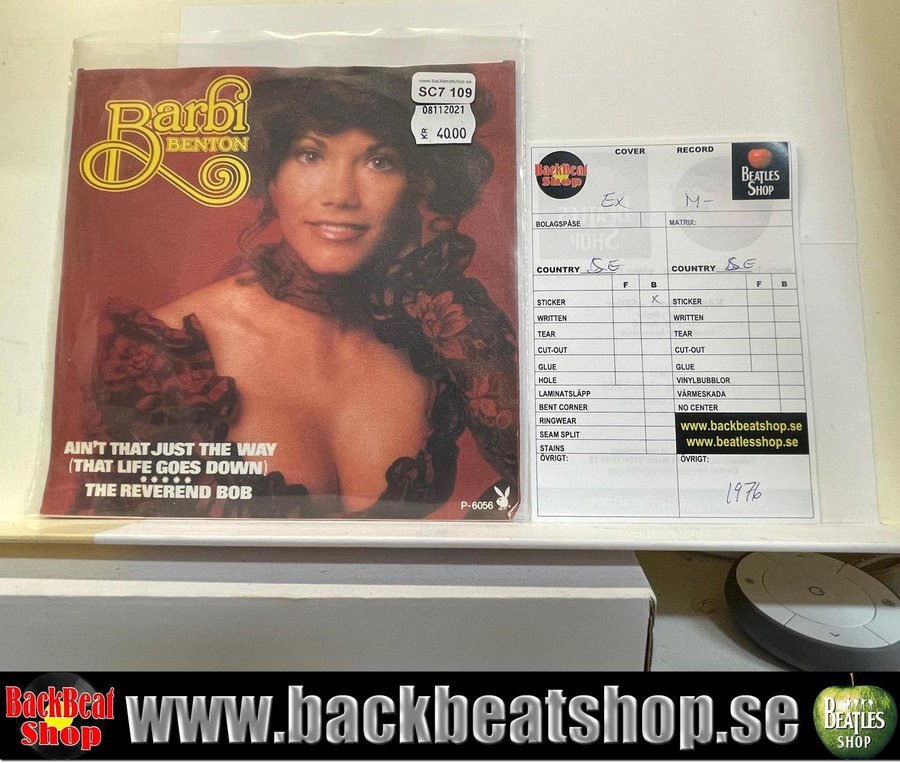 Barbi
BENTON
www.backbeatshop.se
SC7 109
08112021
KR 40.00
AIN'T THAT JUST THE WAY
(THAT LIFE GOES DOWN)
*****
THE REVEREND BOB
P-6056
COVER RECORD
BackBeat
Shop
BEATLES
SHOP
Ex M-
BOLAGSPÅSE MATRIX:
COUNTRY SE COUNTRY SE
F B F B
STICKER X STICKER
WRITTEN WRITTEN
TEAR TEAR
CUT-OUT CUT-OUT
GLUE GLUE
HOLE VINYLBUBBLOR
LAMINATSLÄPP VÄRMESKADA
BENT CORNER NO CENTER
RINGWEAR
SEAM SPLIT
STAINS
www.backbeatshop.se
www.beatlesshop.se
ÖVRIGT: ÖVRIGT:
1976
BackBeat
Shop
www.backbeatshop.se
BEATLES
SHOP